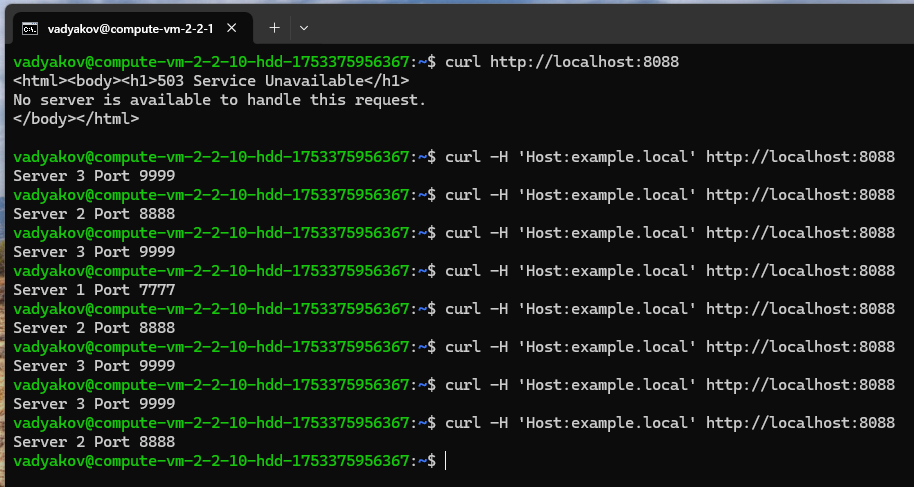 vadyakov@compute-vm-2-2-1
vadyakov@compute-vm-2-2-10-hdd-1753375956367:~$ curl http://localhost:8088
<html><body><h1>503 Service Unavailable</h1>
No server is available to handle this request.
</body></html>
vadyakov@compute-vm-2-2-10-hdd-1753375956367:~$ curl -H 'Host:example.local' http://localhost:8088
Server 3 Port 9999
vadyakov@compute-vm-2-2-10-hdd-1753375956367:~$ curl -H 'Host:example.local' http://localhost:8088
Server 2 Port 8888
vadyakov@compute-vm-2-2-10-hdd-1753375956367:~$ curl -H 'Host:example.local' http://localhost:8088
Server 3 Port 9999
vadyakov@compute-vm-2-2-10-hdd-1753375956367:~$ curl -H 'Host:example.local' http://localhost:8088
Server 1 Port 7777
vadyakov@compute-vm-2-2-10-hdd-1753375956367:~$ curl -H 'Host:example.local' http://localhost:8088
Server 2 Port 8888
vadyakov@compute-vm-2-2-10-hdd-1753375956367:~$ curl -H 'Host:example.local' http://localhost:8088
Server 3 Port 9999
vadyakov@compute-vm-2-2-10-hdd-1753375956367:~$ curl -H 'Host:example.local' http://localhost:8088
Server 3 Port 9999
vadyakov@compute-vm-2-2-10-hdd-1753375956367:~$ curl -H 'Host:example.local' http://localhost:8088
Server 2 Port 8888
vadyakov@compute-vm-2-2-10-hdd-1753375956367:~$